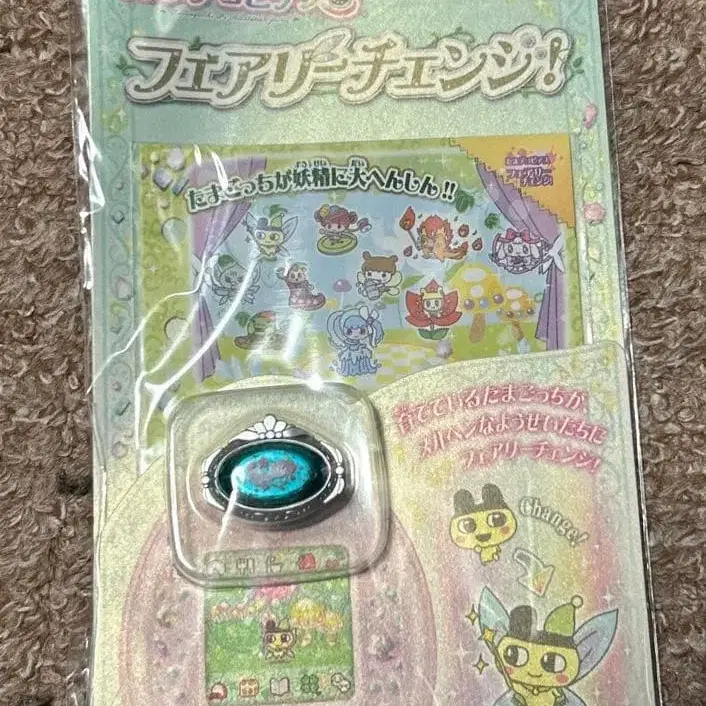 フェアリーチェンジ!
たまごっちが妖精に大へんしん!!
フェアリー
チェンジ!
育てているたまごっちが
メルヘンなようせいたちに
フェアリーチェンジ!
Change!